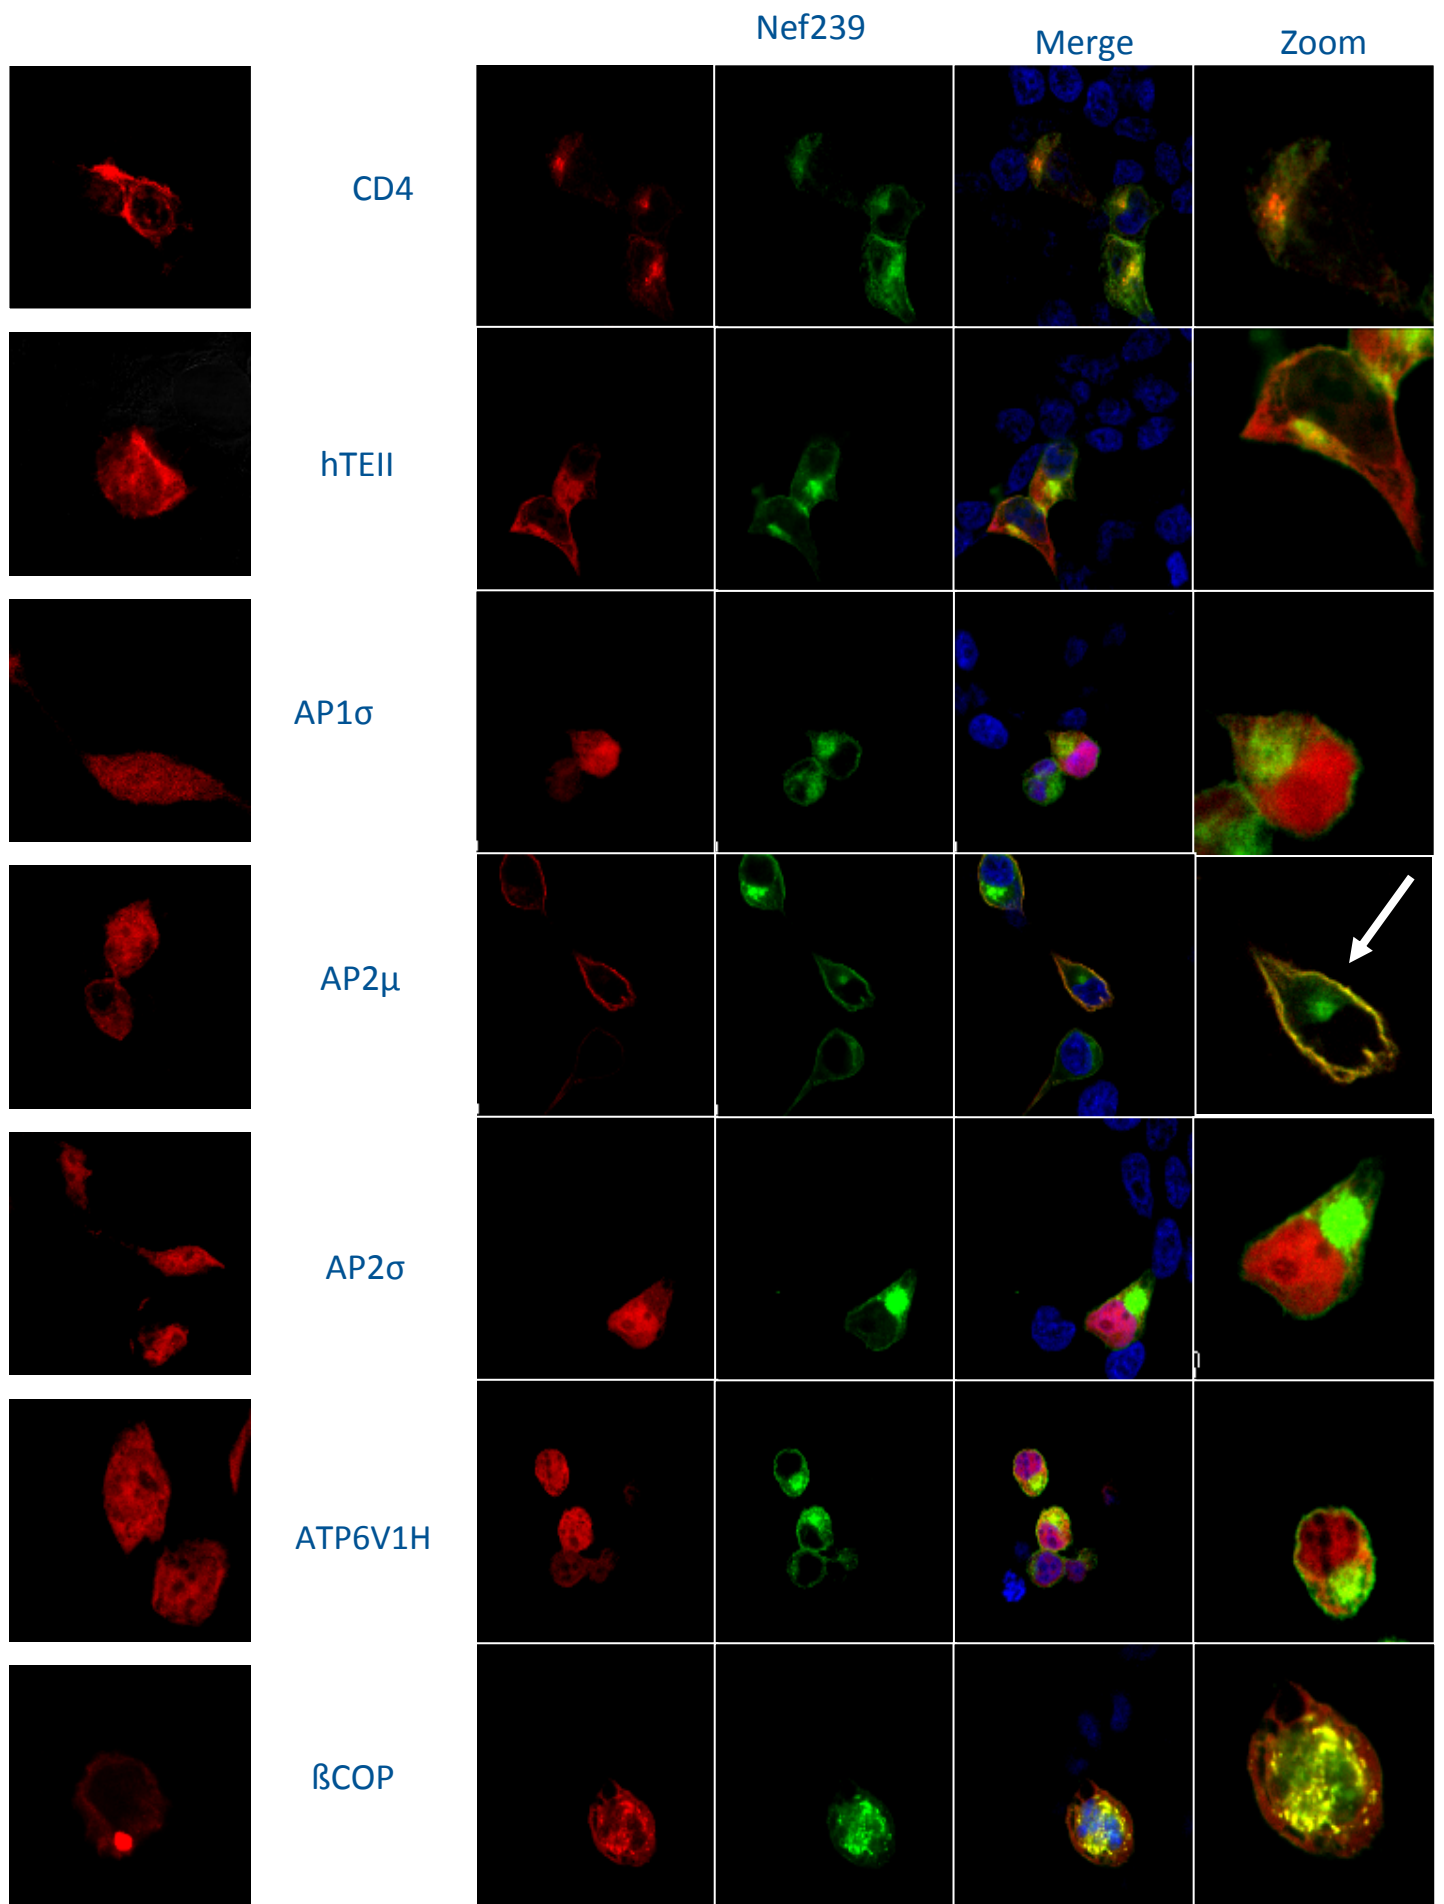 Nef239
Merge
Zoom
CD4
hTEII
AP1σ
AP2μ
AP2σ
ATP6V1H
ßCOP